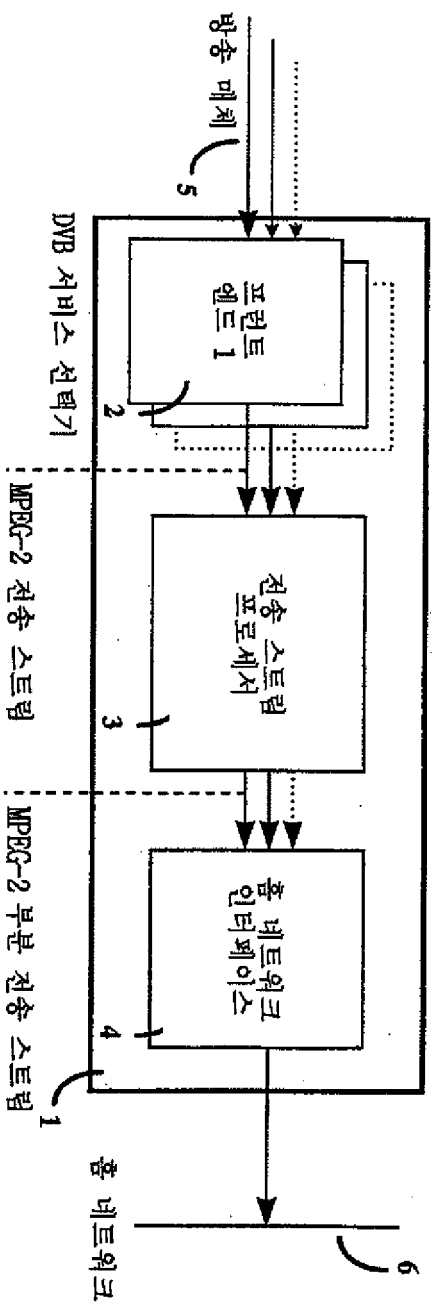 방송 매체
5
DVB 서비스 선택기
프런트
엔드 1
2
MPEG-2 전송 스트림
전송 스트림
프로세서
3
MPEG-2 부분 전송 스트림
홈 네트워크
인터페이스
4
1
홈 네트워크
6